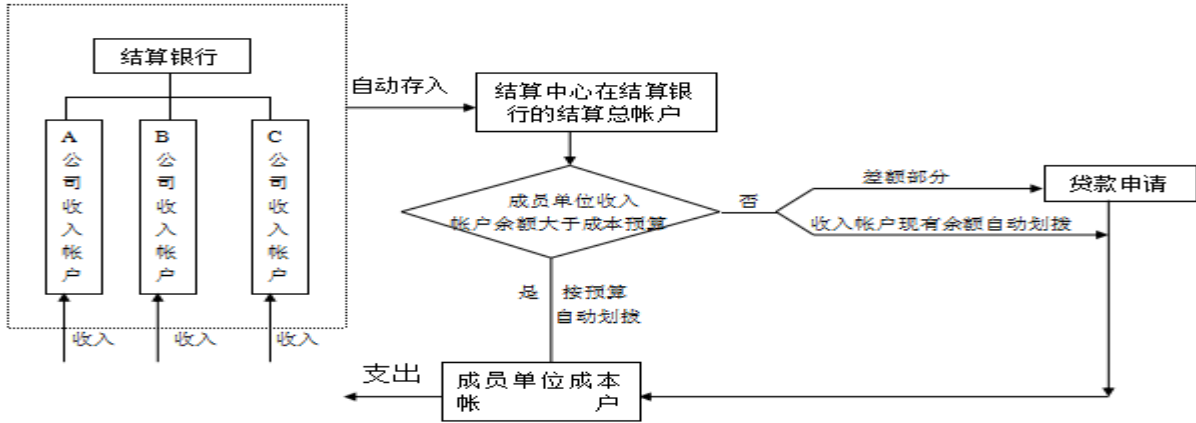 结算银行
A公司收入帐户
B公司收入帐户
C公司收入帐户
收入
收入
收入
自动存入
结算中心在结算银
行的结算总帐户
成员单位收入
帐户余额大于成本预算
否
差额部分
收入帐户现有余额自动划拨
贷款申请
是 按预算
自动划拨
成员单位成本
帐 户
支出